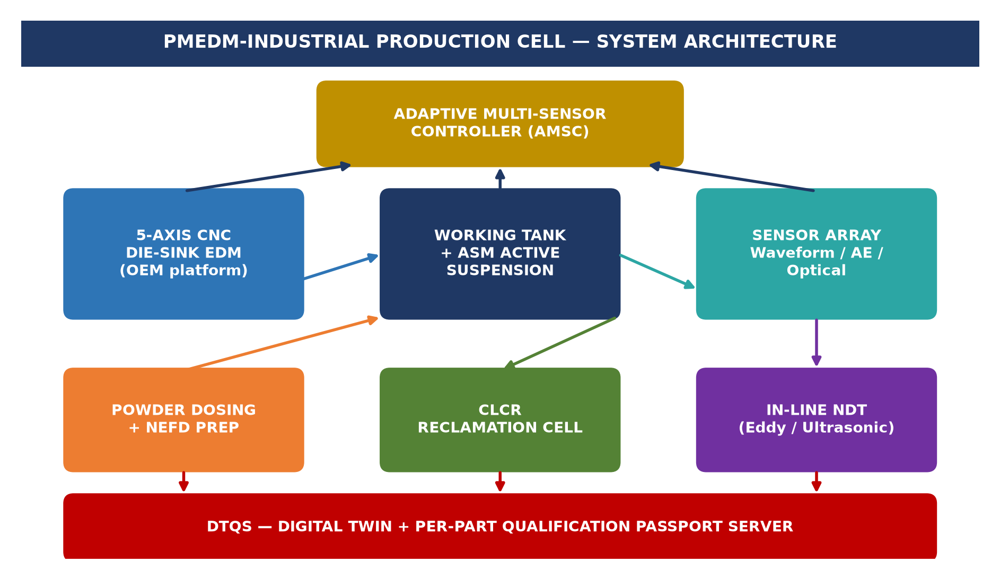 PMEDM-INDUSTRIAL PRODUCTION CELL — SYSTEM ARCHITECTURE
ADAPTIVE MULTI-SENSOR
CONTROLLER (AMSC)
5-AXIS CNC
DIE-SINK EDM
(OEM platform)
WORKING TANK
+ ASM ACTIVE
SUSPENSION
SENSOR ARRAY
Waveform / AE /
Optical
POWDER DOSING
+ NEFD PREP
CLCR
RECLAMATION CELL
IN-LINE NDT
(Eddy / Ultrasonic)
DTQS — DIGITAL TWIN + PER-PART QUALIFICATION PASSPORT SERVER